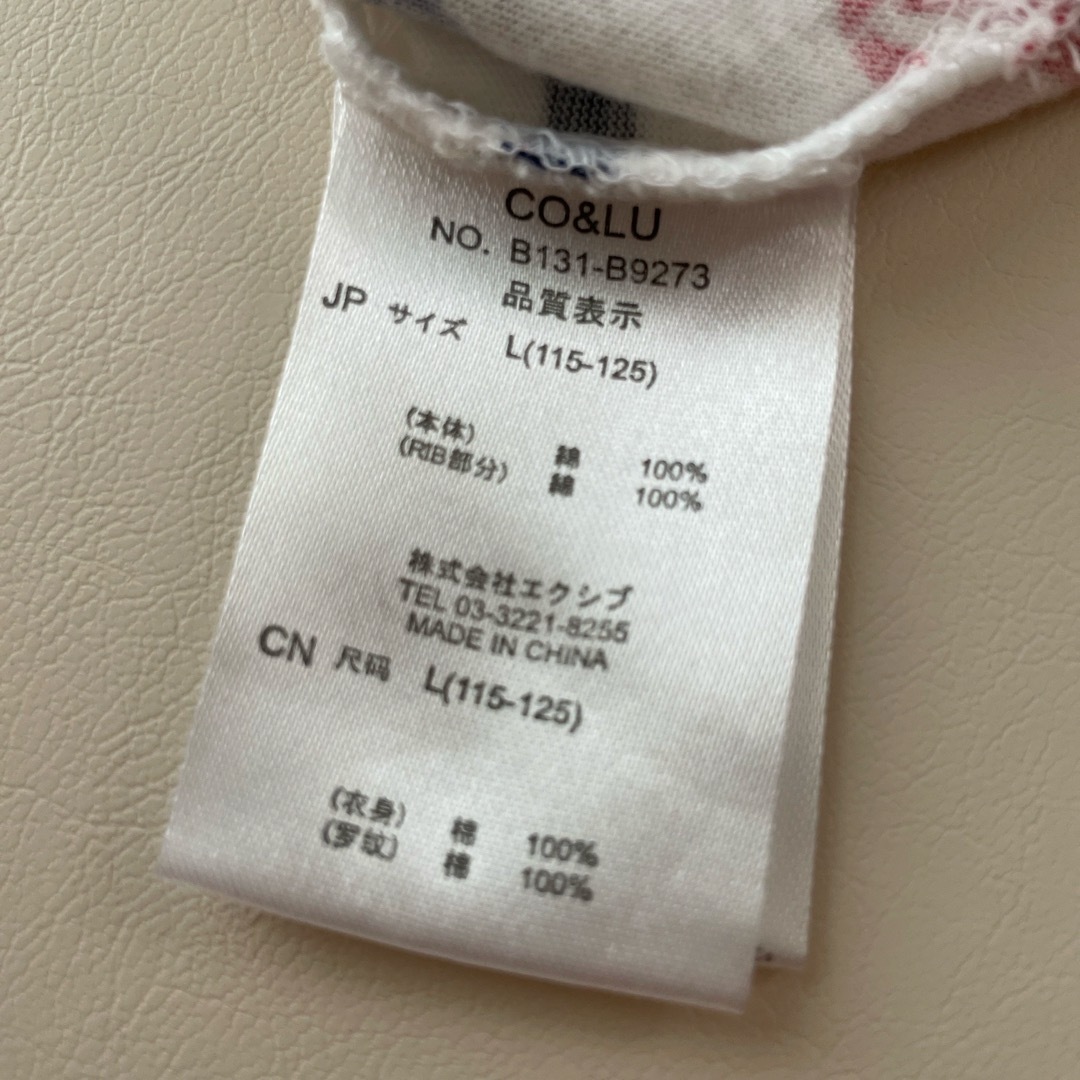 CO&LU
NO. B131-B9273
品質表示
JP サイズ L(115-125)
(本体) 綿 100%
(RIB部分) 綿 100%
株式会社エクシブ
TEL 03-3221-8255
MADE IN CHINA
CN 尺码 L(115-125)
(衣身) 棉 100%
(罗纹) 棉 100%